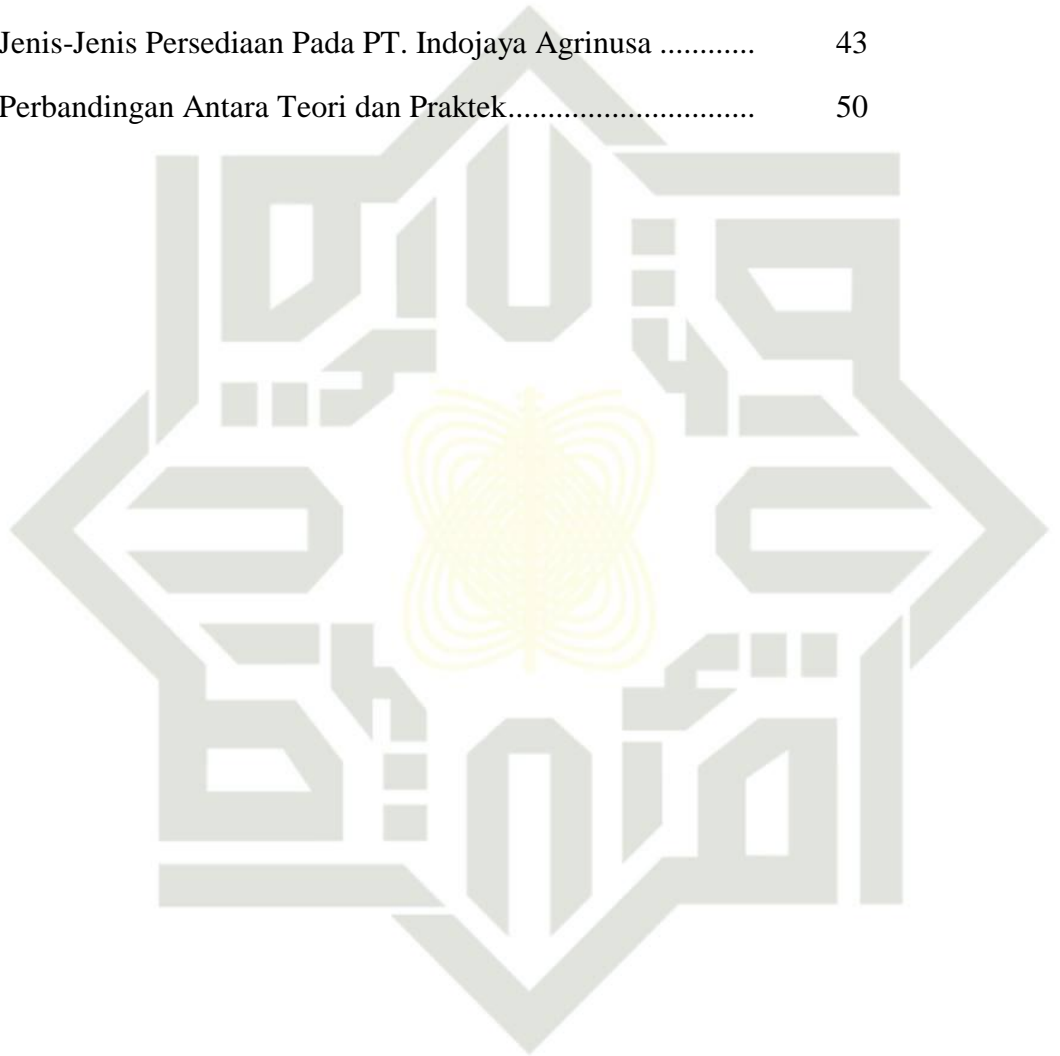 Jenis-Jenis Persediaan Pada PT. Indojaya Agrinusa ............ 43
Perbandingan Antara Teori dan Praktek............................... 50